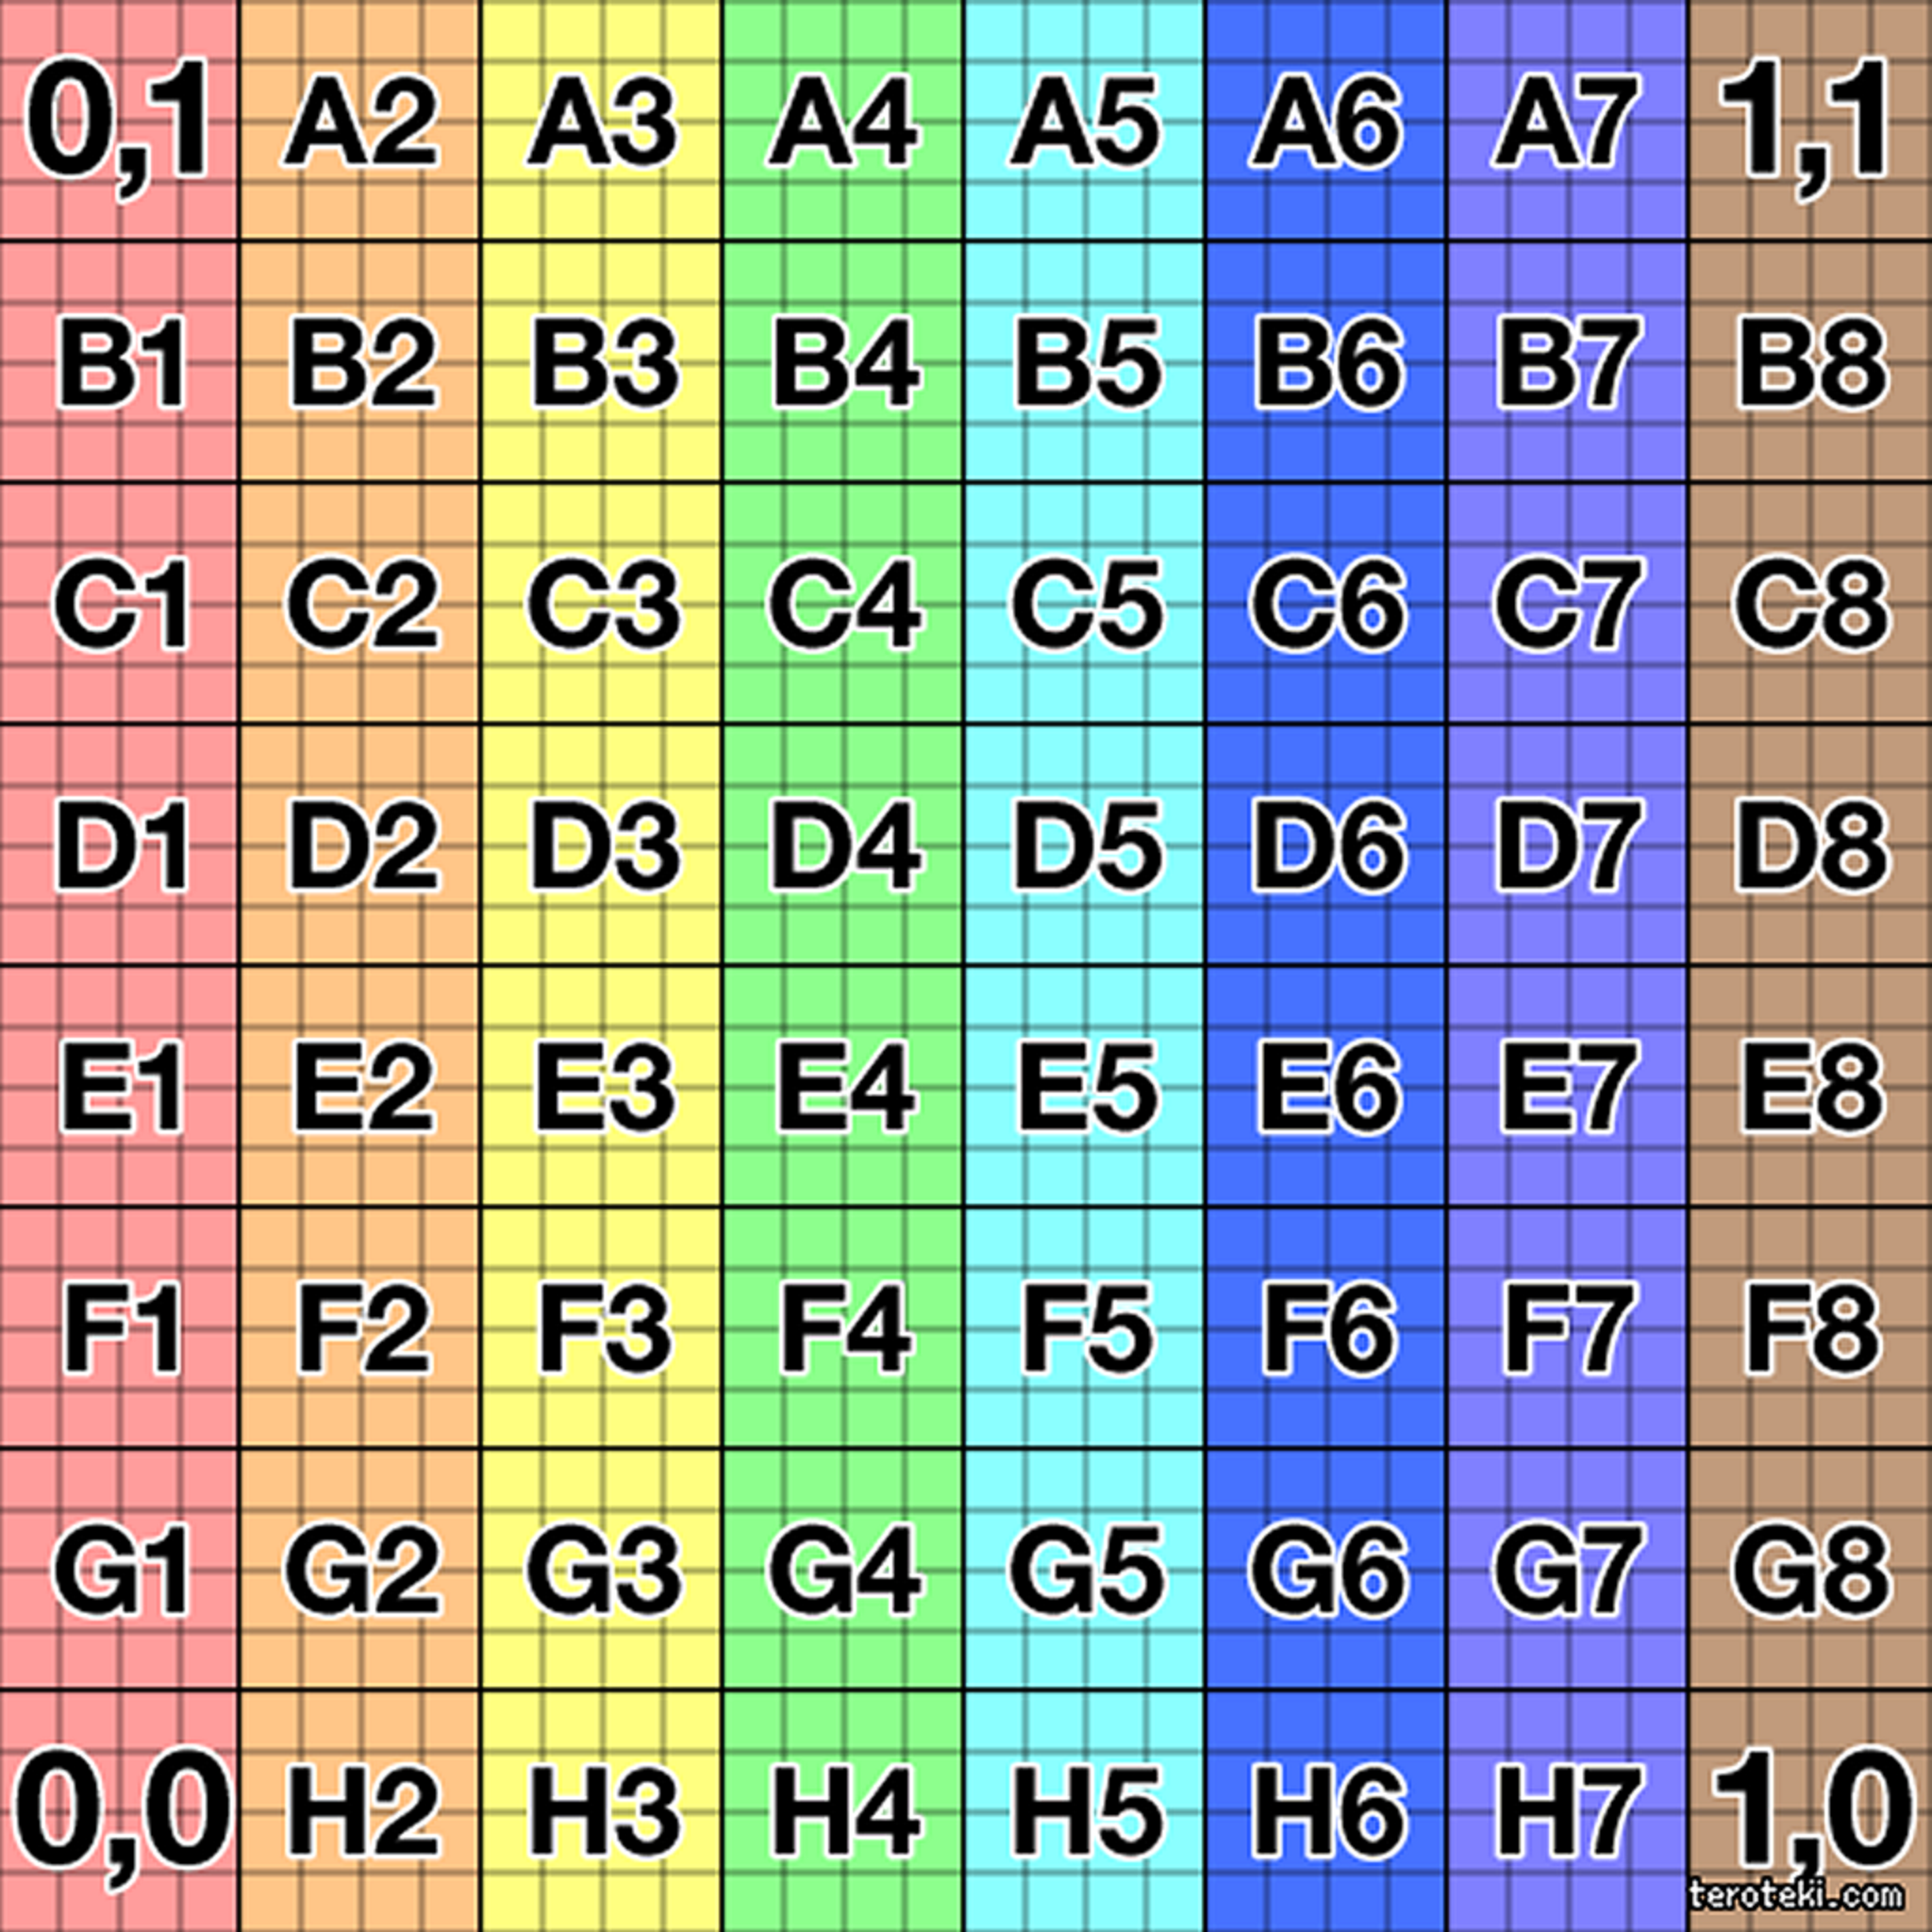 0,1 A2 A3 A4 A5 A6 A7 1,1
B1 B2 B3 B4 B5 B6 B7 B8
C1 C2 C3 C4 C5 C6 C7 C8
D1 D2 D3 D4 D5 D6 D7 D8
E1 E2 E3 E4 E5 E6 E7 E8
F1 F2 F3 F4 F5 F6 F7 F8
G1 G2 G3 G4 G5 G6 G7 G8
0,0 H2 H3 H4 H5 H6 H7 1,0
teroteki.com